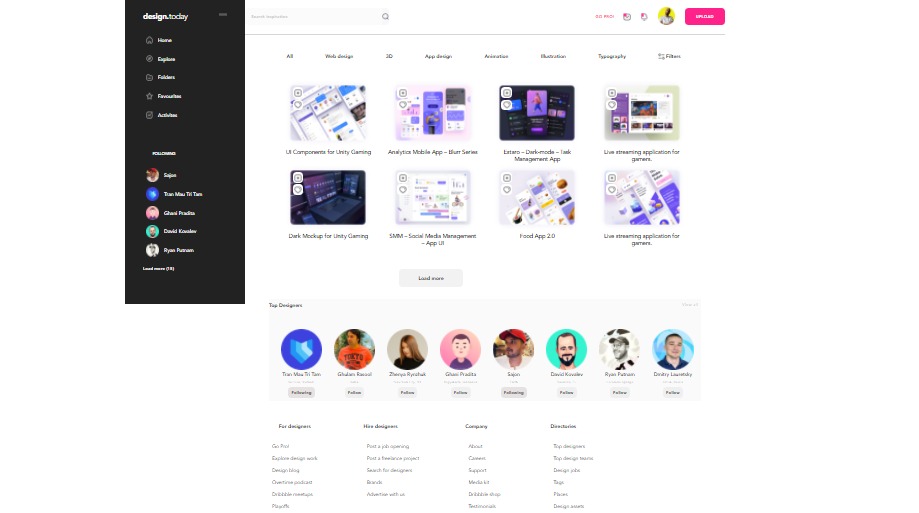 design.today
Search Inspiration
GO PRO!
UPLOAD
Home
Explore
Folders
Favourites
Activites
FOLLOWING
Sajon
Tran Mau Tri Tam
Ghani Pradita
David Kovalev
Ryan Putnam
Load more (15)
All
Web design
3D
App design
Animation
Illustration
Typography
Filters
UI Components for Unity Gaming
Analytics Mobile App – Blurr Series
Extaro – Dark-mode – Task
Management App
Live streaming application for
gamers.
Dark Mockup for Unity Gaming
SMM – Social Media Management
– App UI
Food App 2.0
Live streaming application for
gamers.
Load more
Top Designers
View all
TOKYO
Tran Mau Tri Tam
Ghulam Rasool
Zhenya Rynzhuk
Ghani Pradita
Sajon
David Kovalev
Ryan Putnam
Dmitry Lauretsky
Following
Follow
Follow
Follow
Following
Follow
Follow
Follow
For designers
Hire designers
Company
Directories
Go Pro!
Post a job opening
About
Top designers
Explore design work
Post a freelance project
Careers
Top design teams
Design blog
Search for designers
Support
Design jobs
Overtime podcast
Brands
Media kit
Tags
Dribbble meetups
Advertise with us
Dribbble shop
Places
Playoffs
Testimonials
Design assets